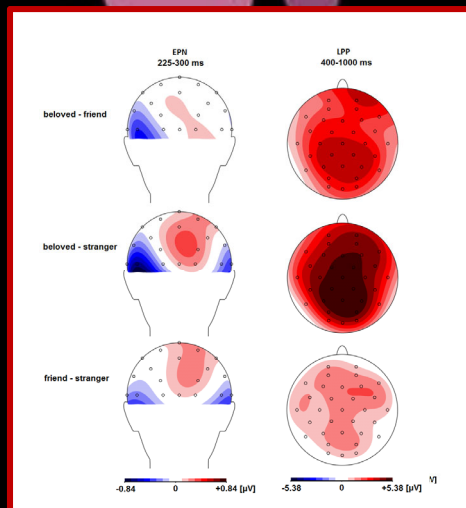 EPN
225-300 ms
LPP
400-1000 ms
beloved - friend
beloved - stranger
friend - stranger
-0.84 0 +0.84 [µV]
-5.38 0 +5.38 [µV]